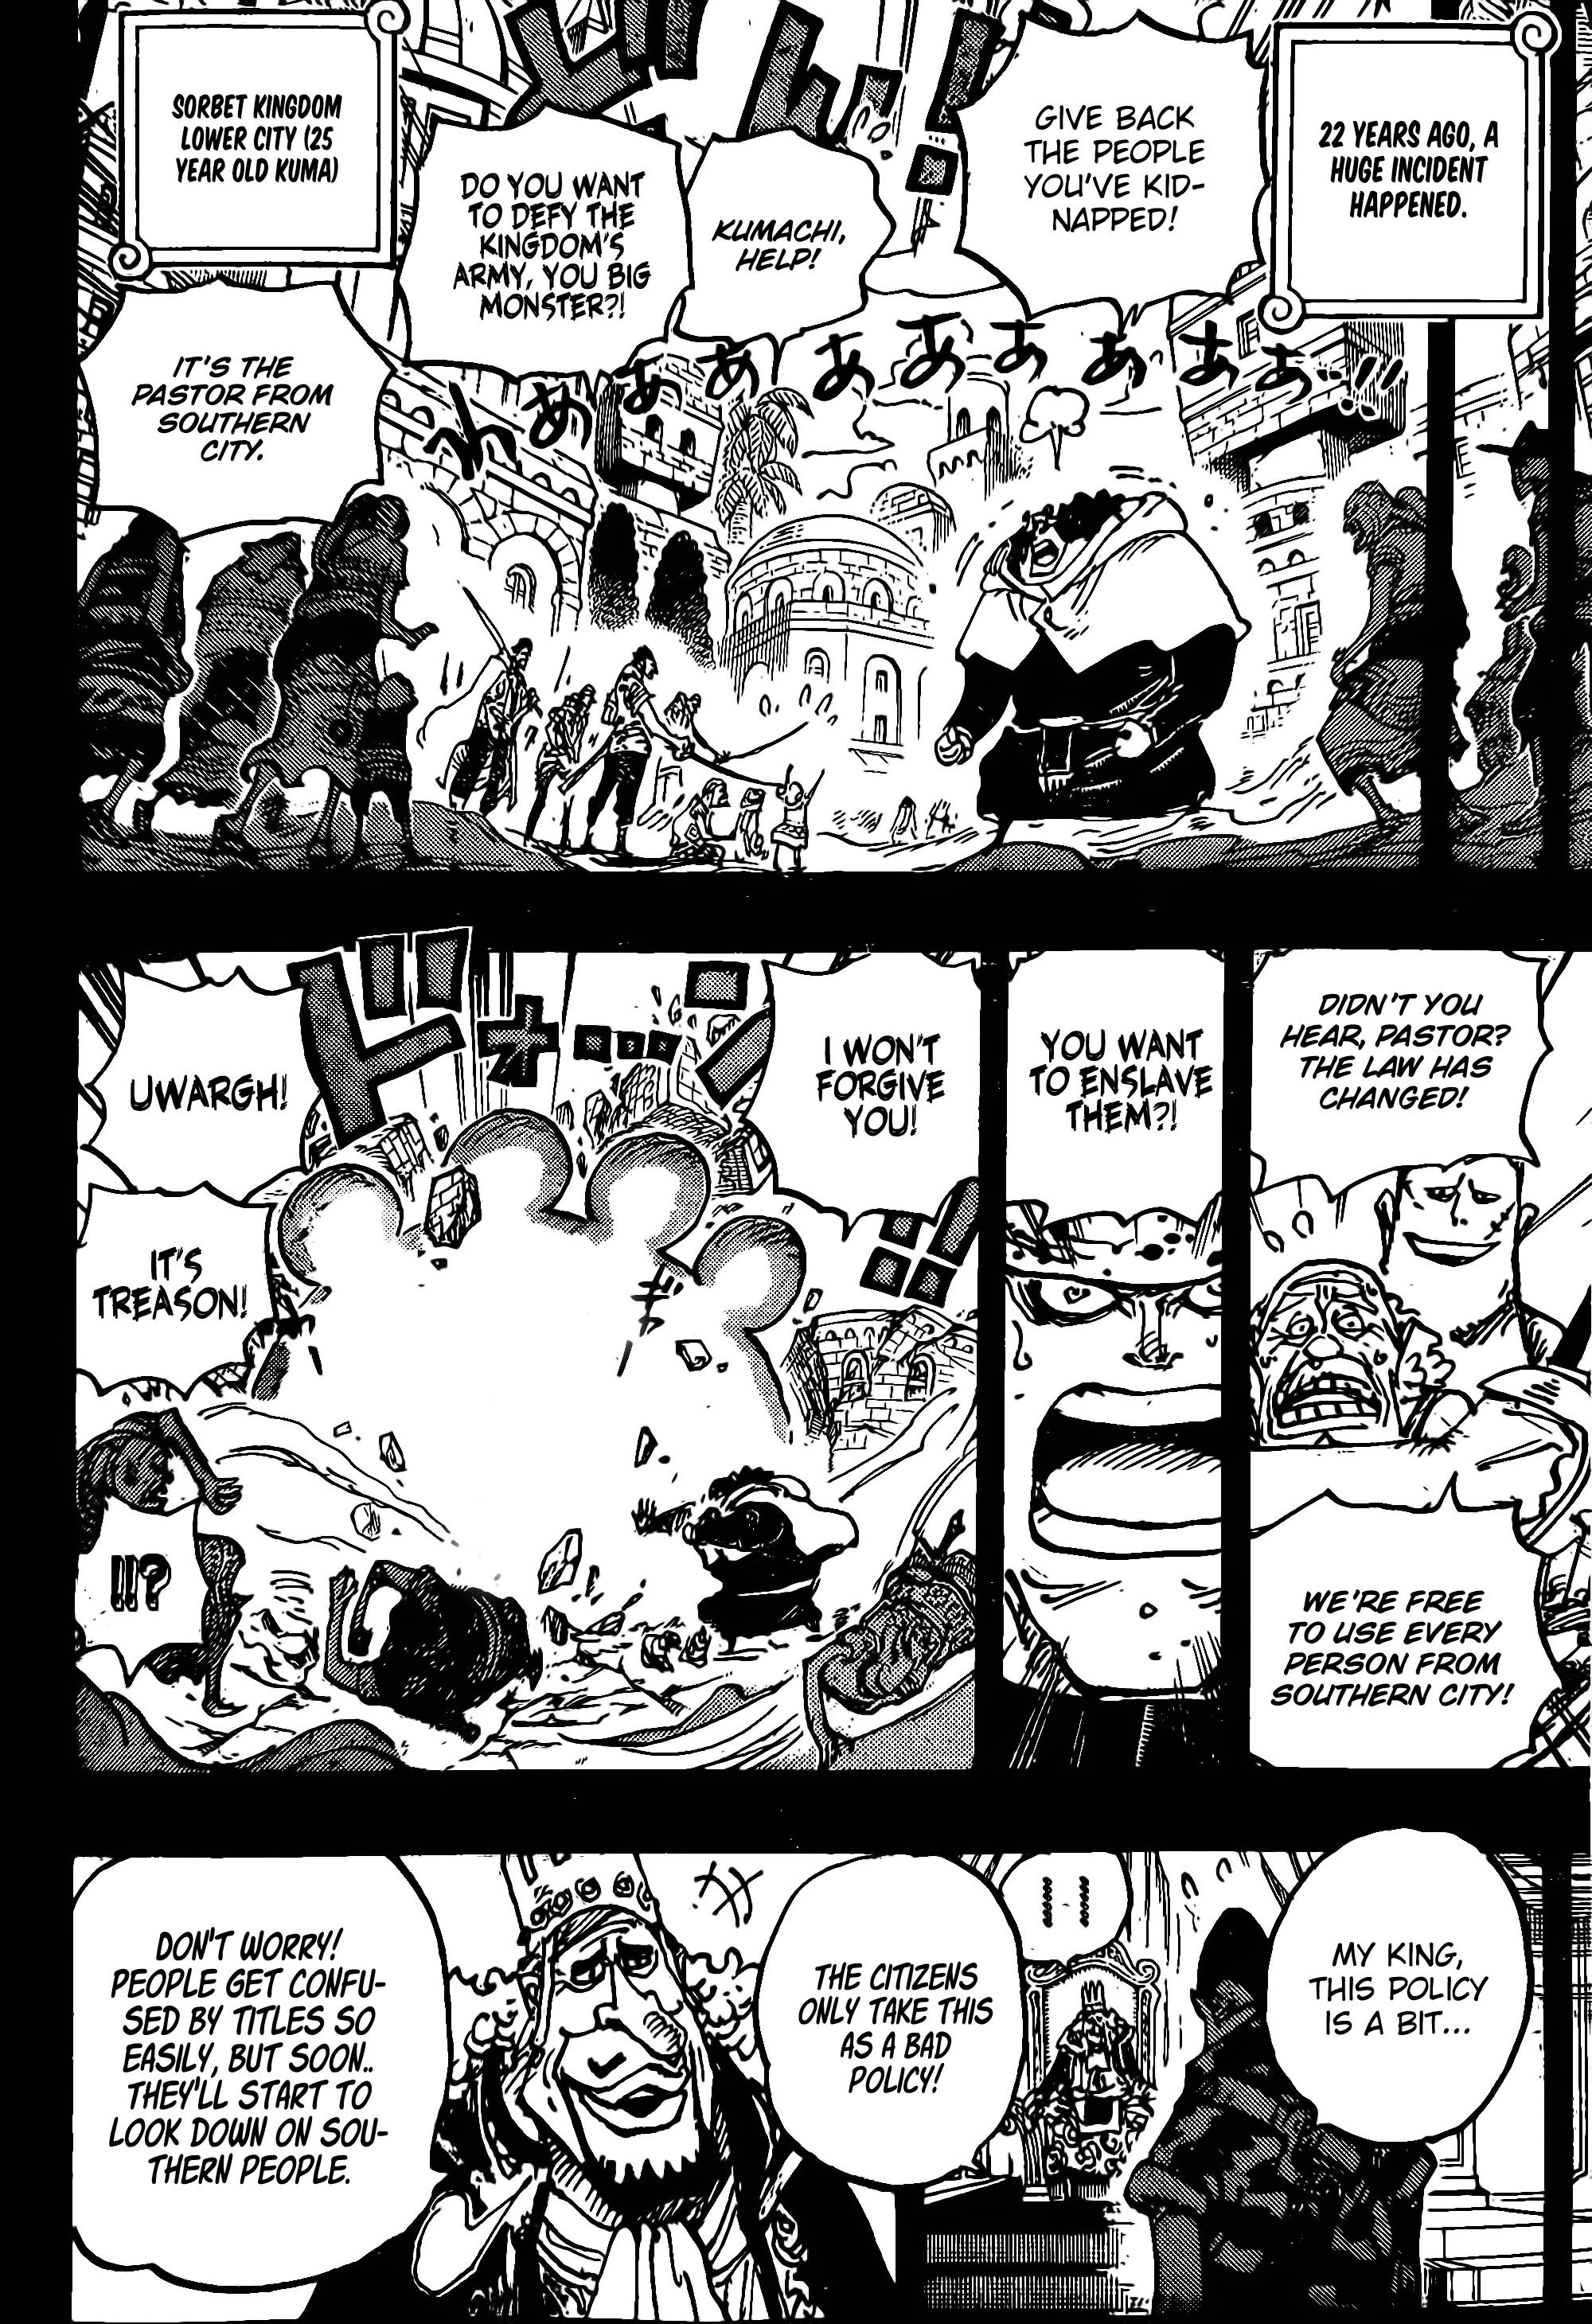 22 YEARS AGO, A
HUGE INCIDENT
HAPPENED.
GIVE BACK
THE PEOPLE
YOU'VE KID-
NAPPED!
KUMACHI,
HELP!
DO YOU WANT
TO DEFY THE
KINGDOM'S
ARMY, YOU BIG
MONSTER?!
SORBET KINGDOM
LOWER CITY (25
YEAR OLD KUMA)
IT'S THE
PASTOR FROM
SOUTHERN
CITY.
わああああああああ…!!
DIDN'T YOU
HEAR, PASTOR?
THE LAW HAS
CHANGED!
WE'RE FREE
TO USE EVERY
PERSON FROM
SOUTHERN CITY!
YOU WANT
TO ENSLAVE
THEM?!
I WON'T
FORGIVE
YOU!
ドォ…ン!!
UWARGH!
IT'S
TREASON!
!!?
MY KING,
THIS POLICY
IS A BIT...
THE CITIZENS
ONLY TAKE THIS
AS A BAD
POLICY!
DON'T WORRY!
PEOPLE GET CONFU-
SED BY TITLES SO
EASILY, BUT SOON..
THEY'LL START TO
LOOK DOWN ON SOU-
THERN PEOPLE.